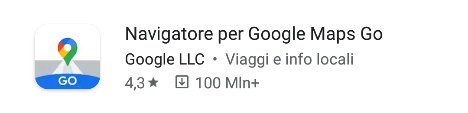 Navigatore per Google Maps Go
Google LLC • Viaggi e info locali
4,3★ 100 Mln+
GO